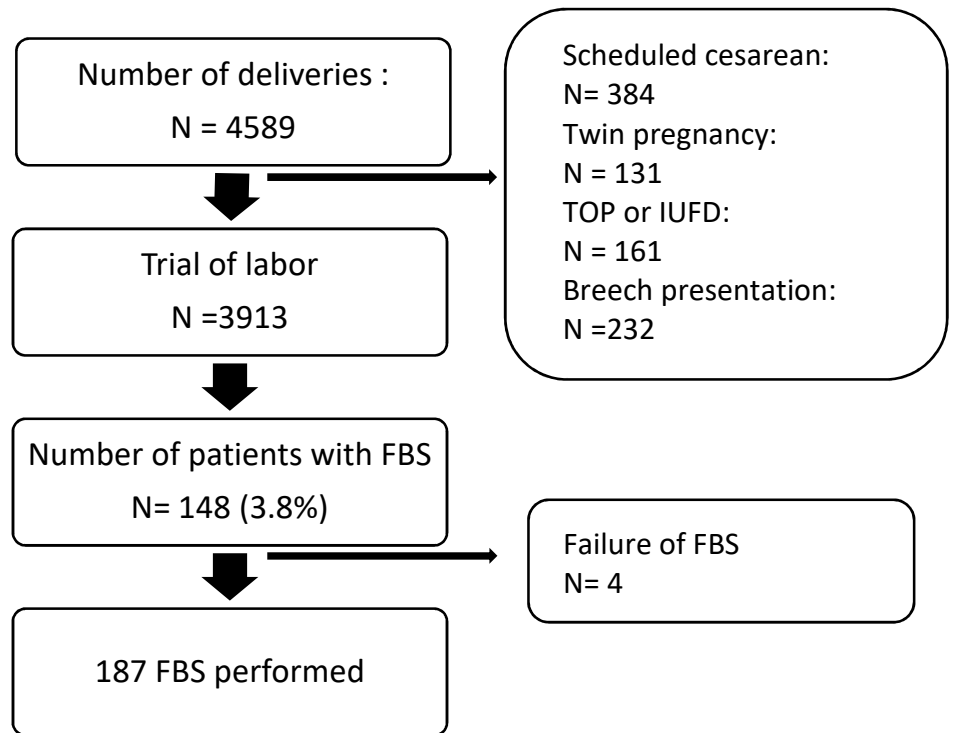 Number of deliveries :
N = 4589
Scheduled cesarean:
N= 384
Twin pregnancy:
N = 131
TOP or IUFD:
N = 161
Breech presentation:
N =232
Trial of labor
N =3913
Number of patients with FBS
N= 148 (3.8%)
Failure of FBS
N= 4
187 FBS performed